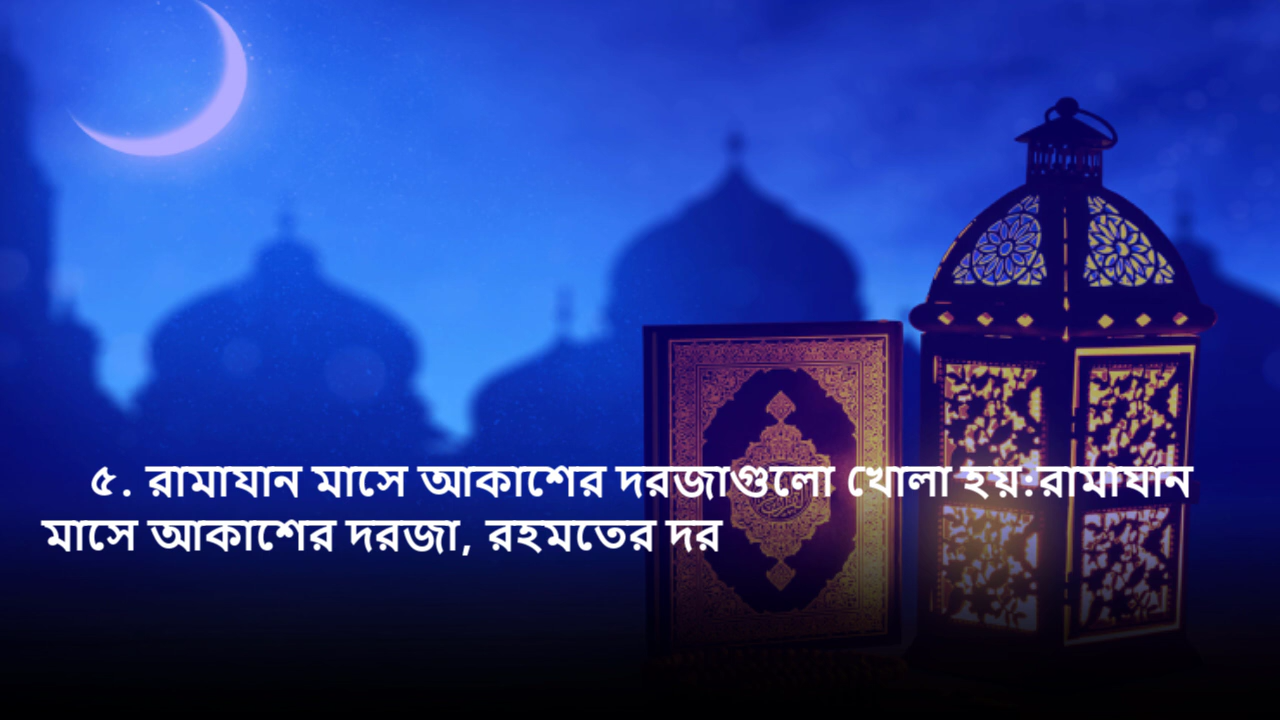 ৫. রামাযান মাসে আকাশের দরজাগুলো খোলা হয়:রামাযান
মাসে আকাশের দরজা, রহমতের দর